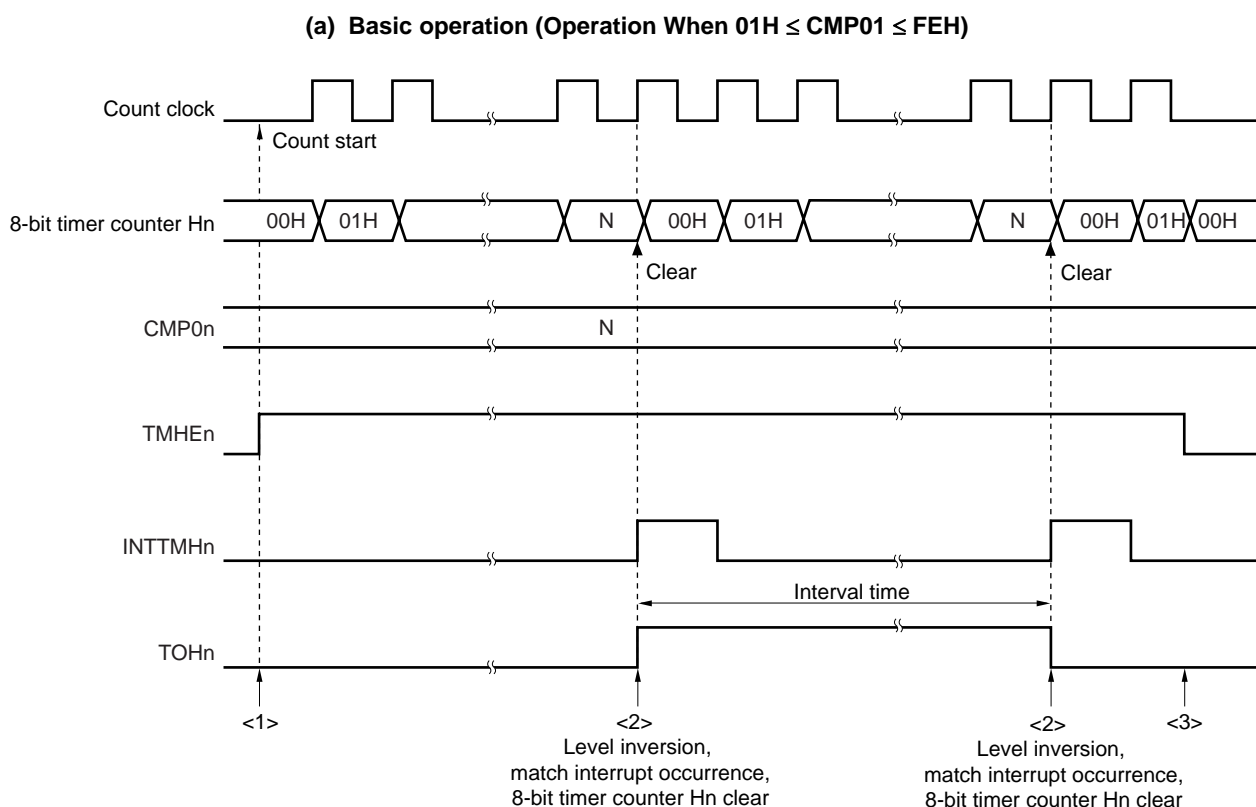 (a) Basic operation (Operation When 01H ≤ CMP01 ≤ FEH)
Count clock
Count start
8-bit timer counter Hn
00H 01H N 00H 01H N 00H 01H 00H
Clear Clear
CMP0n
N
TMHEn
INTTMHn
Interval time
TOHn
<1> <2> <2> <3>
Level inversion,
match interrupt occurrence,
8-bit timer counter Hn clear
Level inversion,
match interrupt occurrence,
8-bit timer counter Hn clear